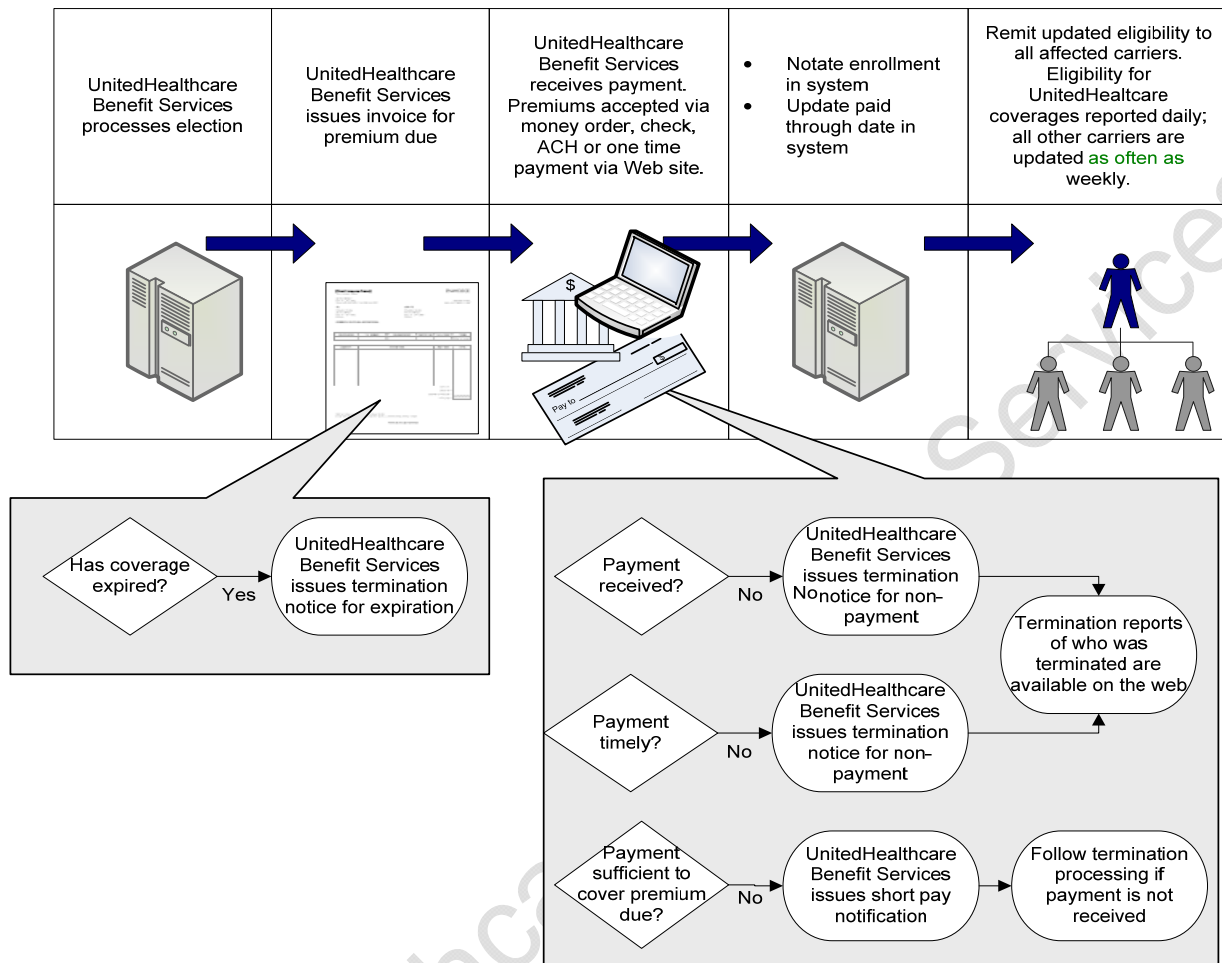 UnitedHealthcare
Benefit Services
processes election
UnitedHealthcare
Benefit Services
issues invoice for
premium due
UnitedHealthcare
Benefit Services
receives payment.
Premiums accepted via
money order, check,
ACH or one time
payment via Web site.
• Notate enrollment
in system
• Update paid
through date in
system
Remit updated eligibility to
all affected carriers.
Eligibility for
UnitedHealtcare
coverages reported daily;
all other carriers are
updated as often as
weekly.
$
$
Pay to
Has coverage
expired?
Yes
UnitedHealthcare
Benefit Services
issues termination
notice for expiration
Payment
received?
No
No
UnitedHealthcare
Benefit Services
issues termination
notice for non-
payment
Termination reports
of who was
terminated are
available on the web
Payment
timely?
No
UnitedHealthcare
Benefit Services
issues termination
notice for non-
payment
Payment
sufficient to
cover premium
due?
No
UnitedHealthcare
Benefit Services
issues short pay
notification
Follow termination
processing if
payment is not
received
Services